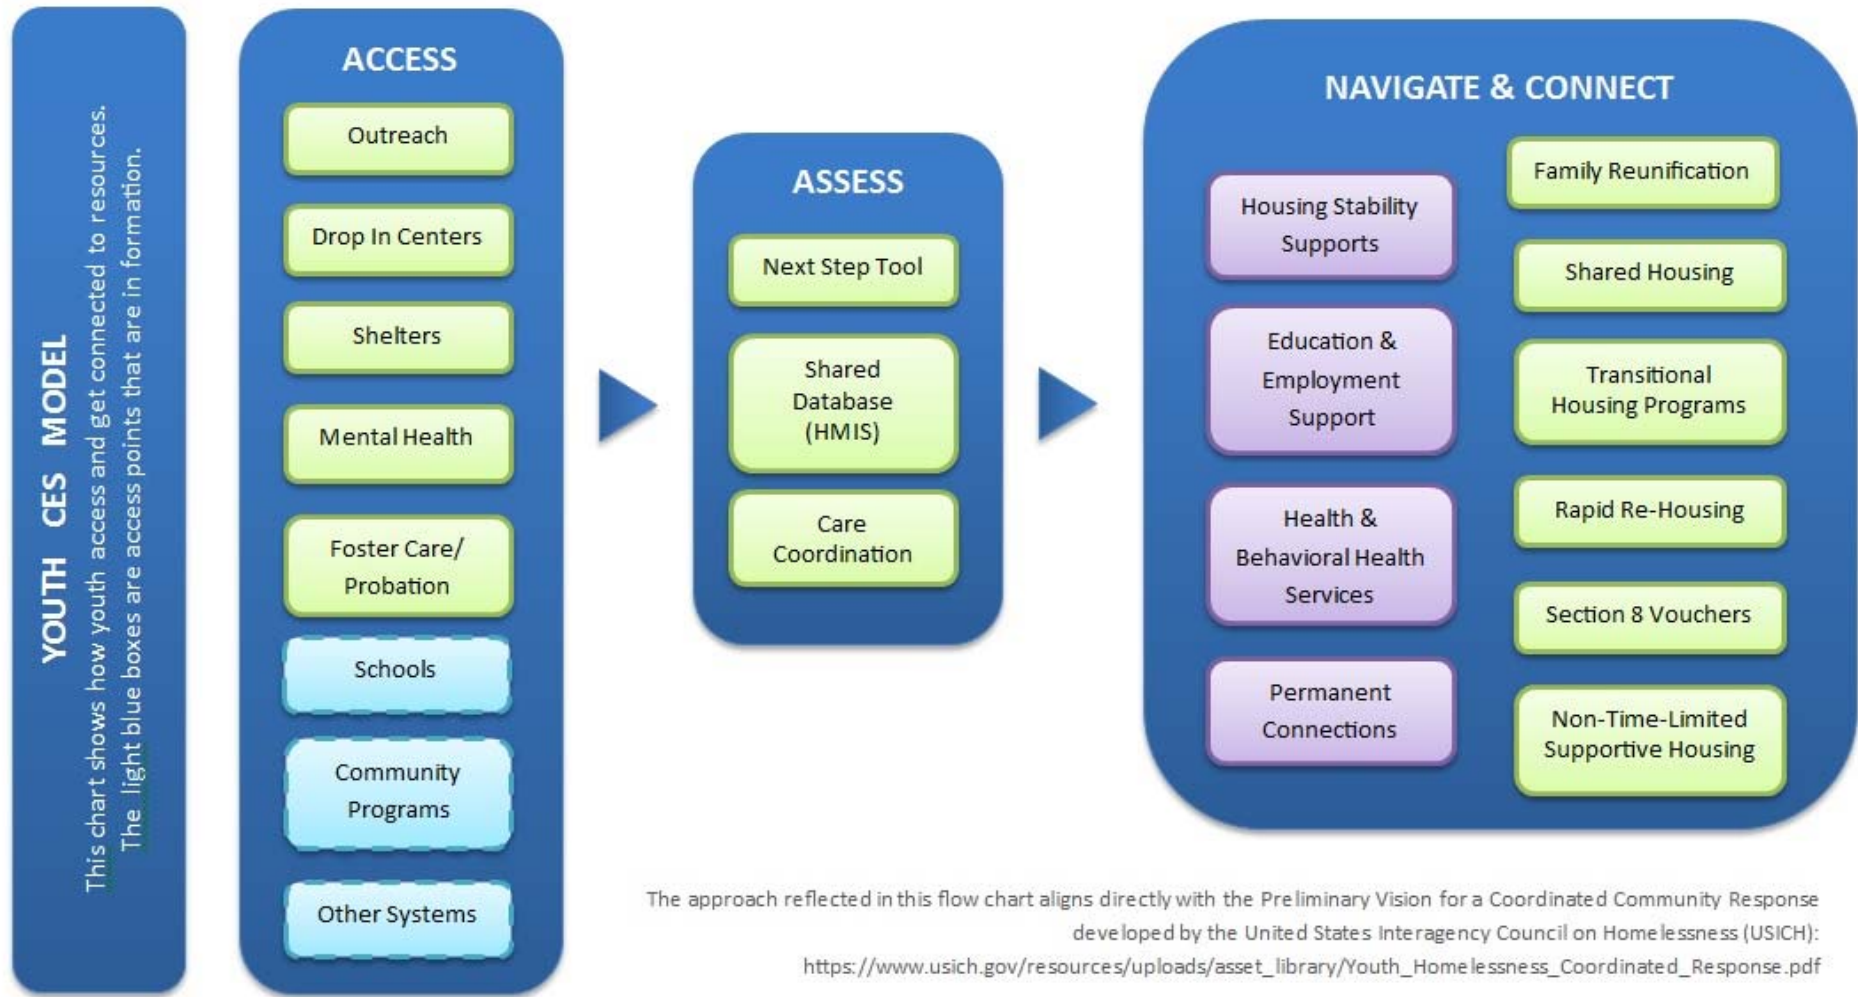 YOUTH CES MODEL
This chart shows how youth access and get connected to resources.
The light blue boxes are access points that are in formation.
ACCESS
Outreach
Drop In Centers
Shelters
Mental Health
Foster Care/
Probation
Schools
Community
Programs
Other Systems
ASSESS
Next Step Tool
Shared
Database
(HMIS)
Care
Coordination
NAVIGATE & CONNECT
Housing Stability
Supports
Education &
Employment
Support
Health &
Behavioral Health
Services
Permanent
Connections
Family Reunification
Shared Housing
Transitional
Housing Programs
Rapid Re-Housing
Section 8 Vouchers
Non-Time-Limited
Supportive Housing
The approach reflected in this flow chart aligns directly with the Preliminary Vision for a Coordinated Community Response
developed by the United States Interagency Council on Homelessness (USICH):
https://www.usich.gov/resources/uploads/asset_library/Youth_Homelessness_Coordinated_Response.pdf